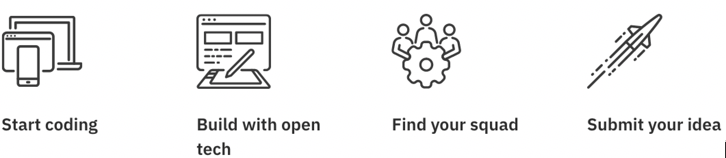 Start coding
Build with open
tech
Find your squad
Submit your idea